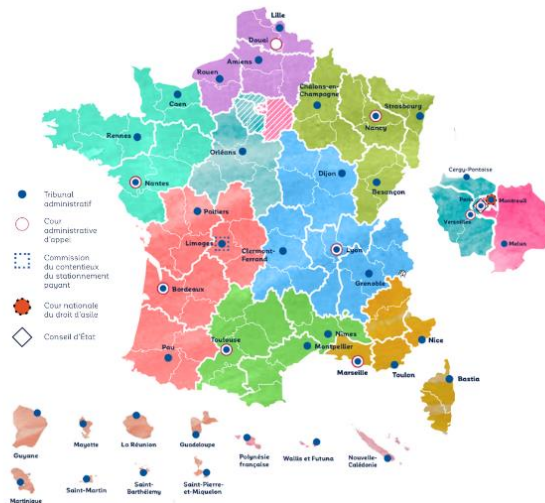 Lille
Douai
Amiens
Rouen
Caen
Châlons-en-
Champagne
Strasbourg
Nancy
Rennes
Orléans
Nantes
Dijon
Besançon
Cergy-Pontoise
Paris
Montreuil
Versailles
Melun
Tribunal
administratif
Cour
administrative
d'appel
Commission
du contentieux
du stationnement
payant
Cour nationale
du droit d'asile
Conseil d'État
Poitiers
Limoges
Clermont-
Ferrand
Lyon
Grenoble
Bordeaux
Pau
Toulouse
Nîmes
Montpellier
Marseille
Toulon
Nice
Bastia
Guyane
Mayotte
La Réunion
Guadeloupe
Polynésie
française
Wallis et Futuna
Nouvelle-
Calédonie
Martinique
Saint-Martin
Saint-
Barthélemy
Saint-Pierre-
et-Miquelon